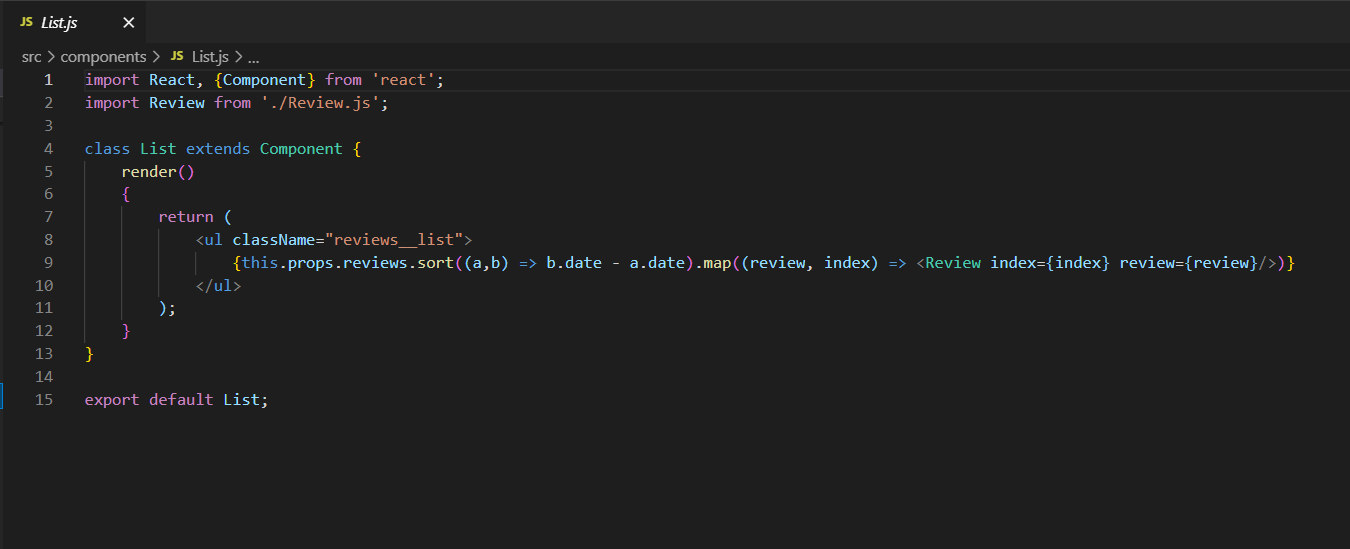 JS List.js ×
src > components > JS List.js > ...
1 import React, {Component} from 'react';
2 import Review from './Review.js';
3
4 class List extends Component {
5     render()
6     {
7         return (
8             <ul className="reviews__list">
9                 {this.props.reviews.sort((a,b) => b.date - a.date).map((review, index) => <Review index={index} review={review}/>)}
10             </ul>
11         );
12     }
13 }
14
15 export default List;